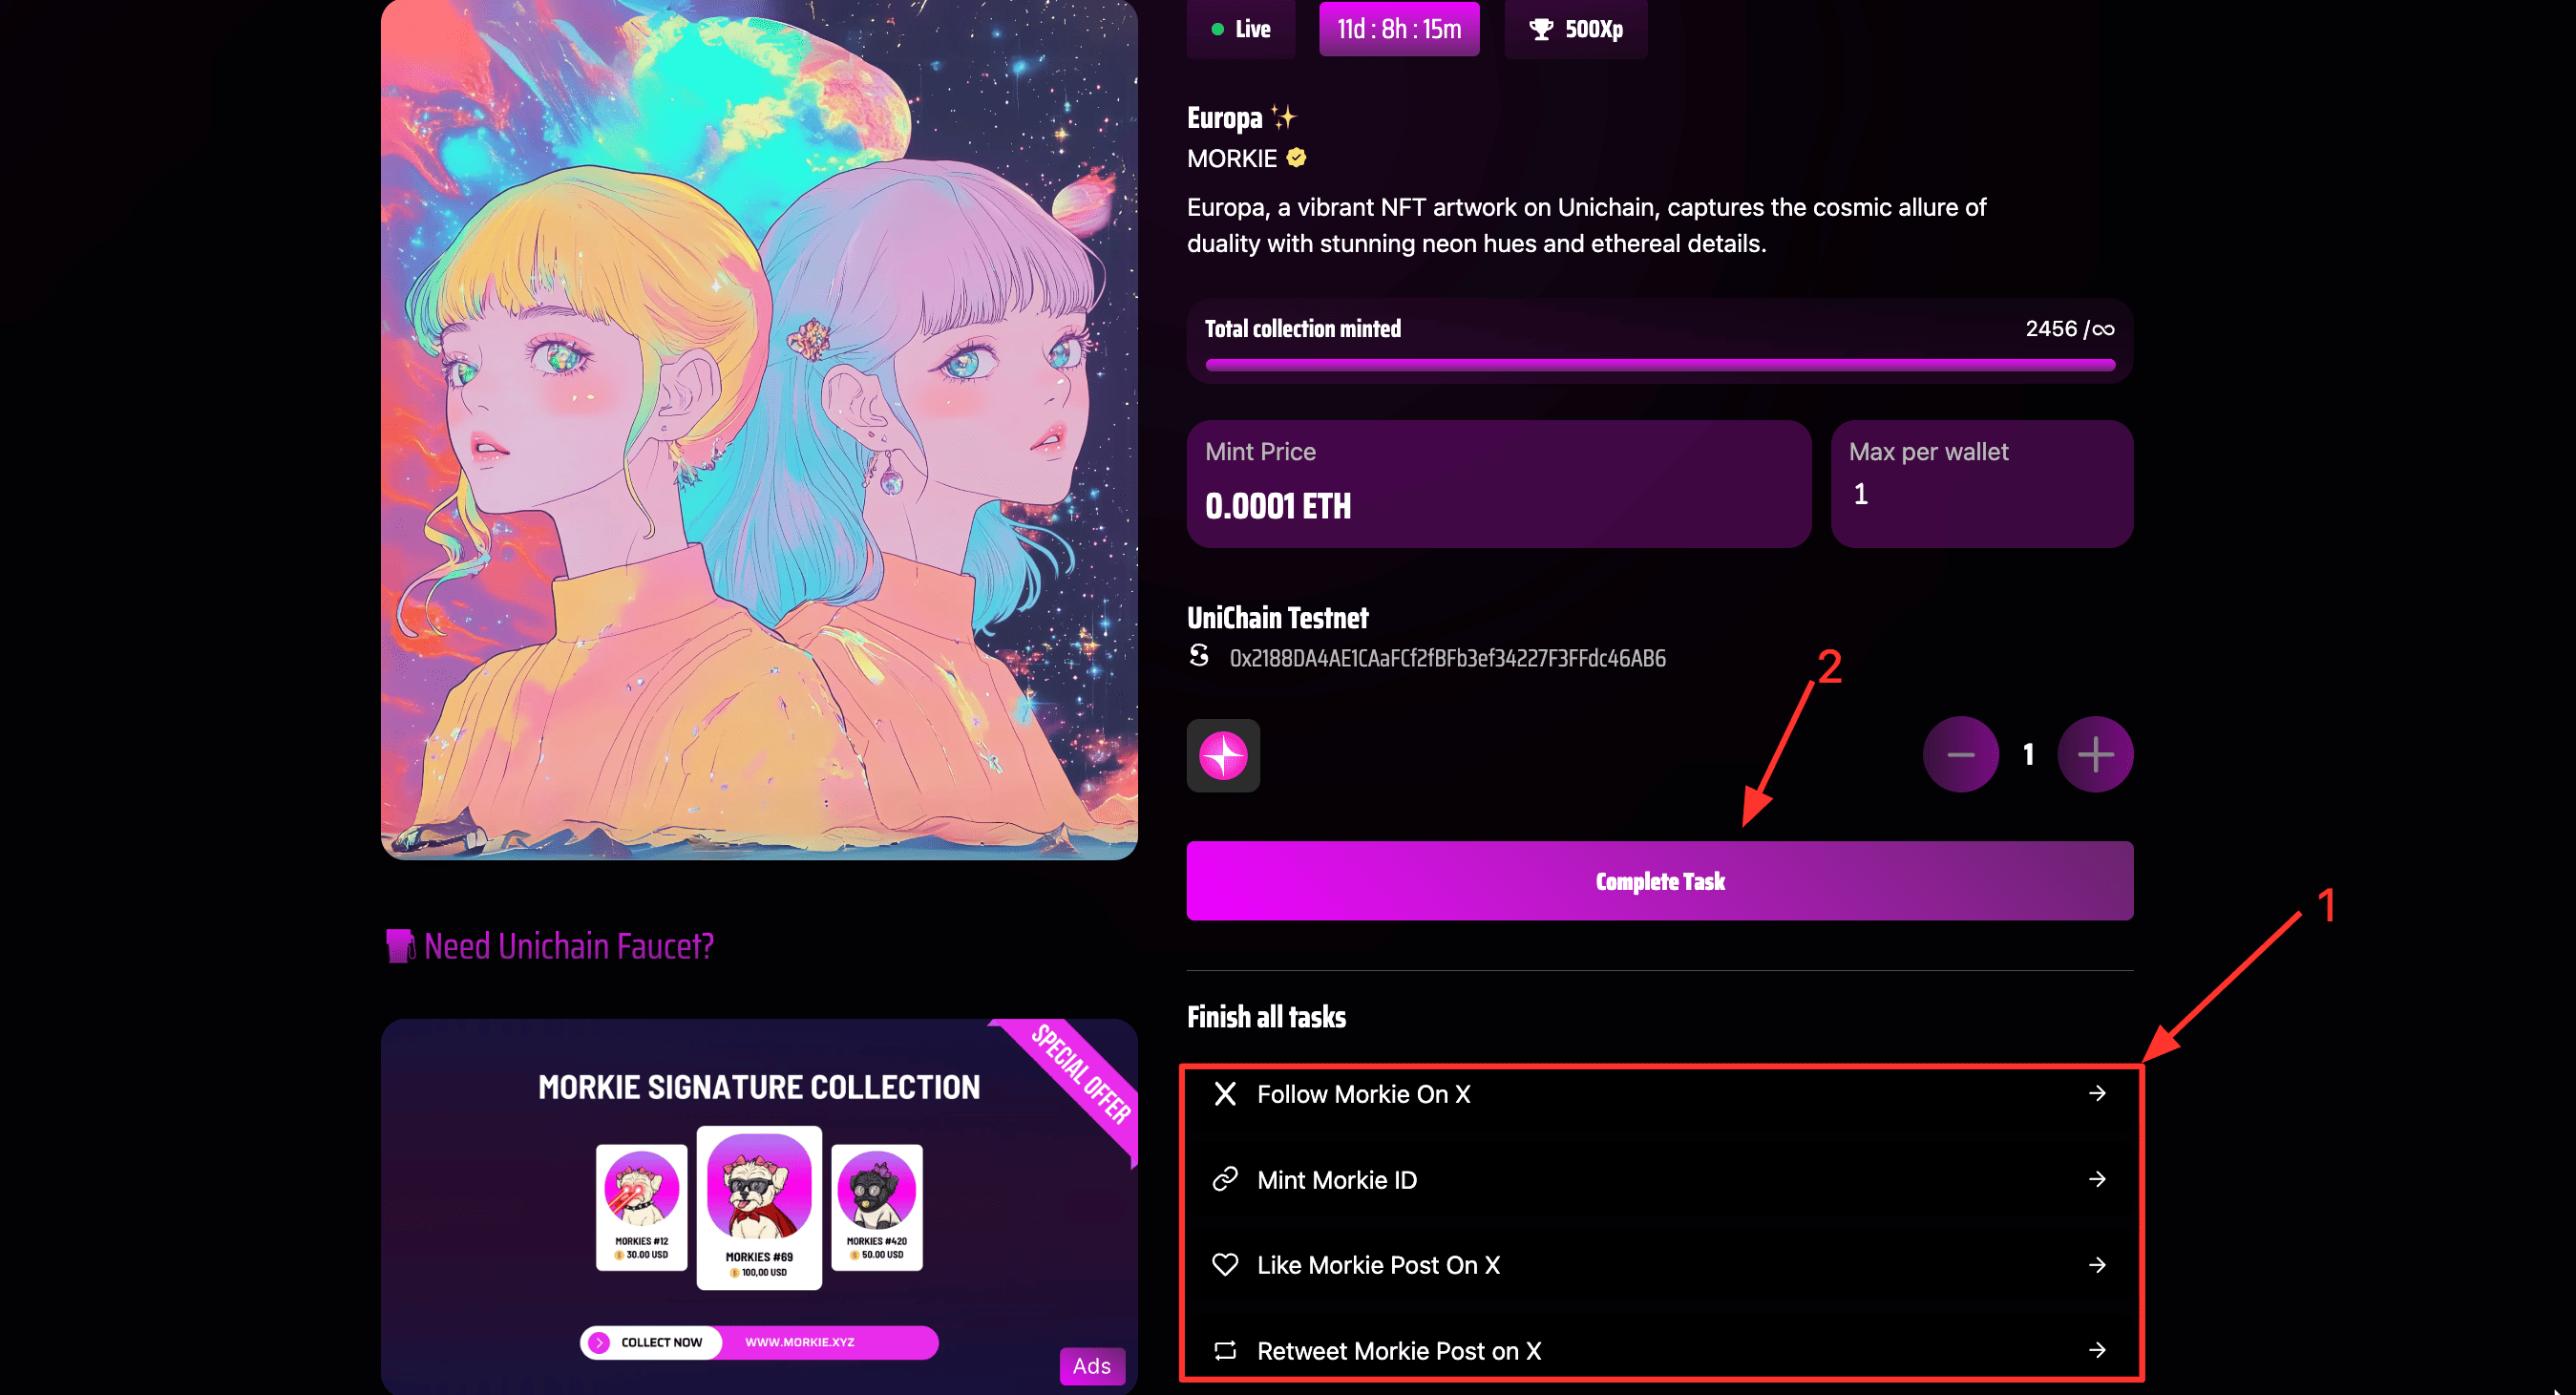 Live
11d : 8h : 15m
500Xp
Europa ✨
MORKIE
Europa, a vibrant NFT artwork on Unichain, captures the cosmic allure of
duality with stunning neon hues and ethereal details.
Total collection minted
2456 /∞
Mint Price
0.0001 ETH
Max per wallet
1
UniChain Testnet
0x2188DA4AE1CAaFCf2fBFb3ef34227F3FFdc46AB6
2
1
Complete Task
1
Finish all tasks
Follow Morkie On X
Mint Morkie ID
Like Morkie Post On X
Retweet Morkie Post on X
Need Unichain Faucet?
SPECIAL OFFER
MORKIE SIGNATURE COLLECTION
MORKIES #12
$ 30.00 USD
MORKIES #69
$ 100,00 USD
MORKIES #420
$ 50.00 USD
COLLECT NOW
WWW.MORKIE.XYZ
Ads